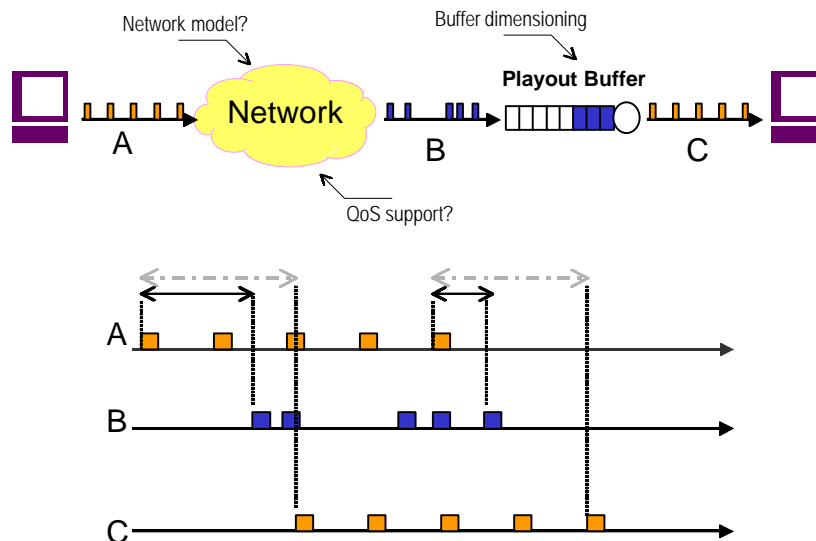 Network model?
Buffer dimensioning
Playout Buffer
Network
A
B
C
QoS support?
A
B
C